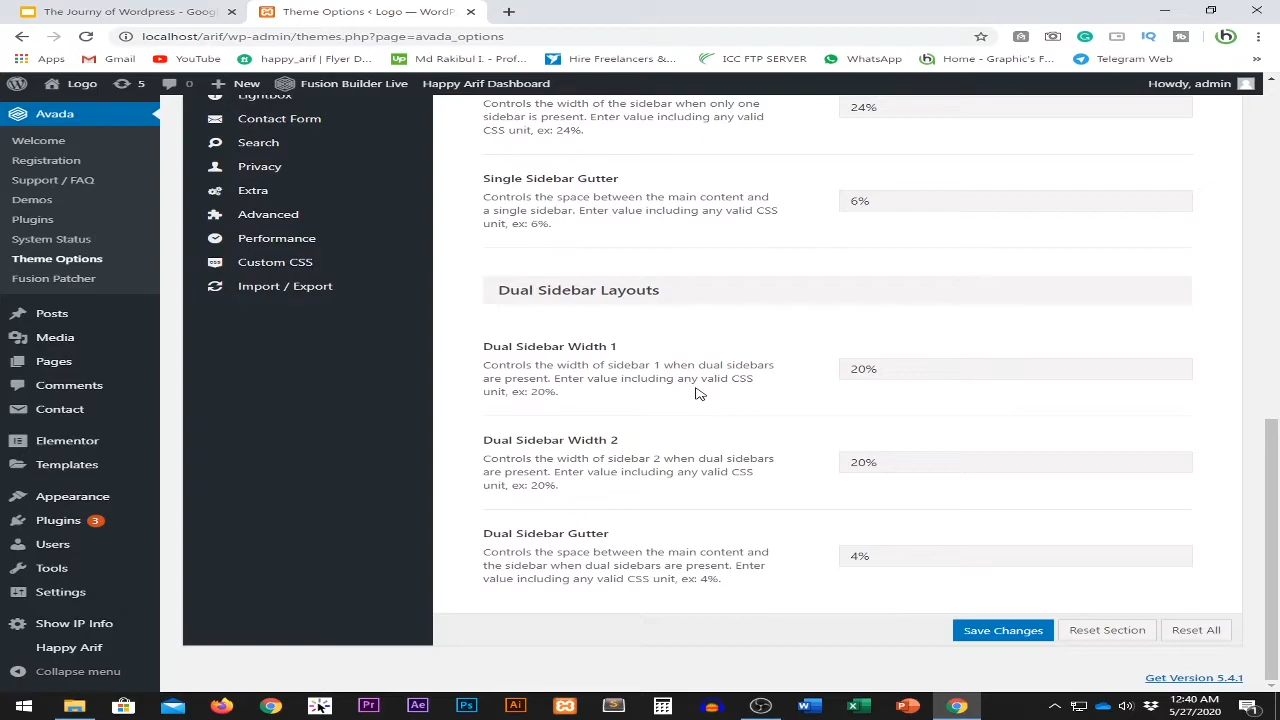 The Journy of Wordpress - Goog
Theme Options < Logo — WordP
localhost/arif/wp-admin/themes.php?page=avada_options
Apps
Gmail
YouTube
happy_arif | Flyer D...
Up
Md Rakibul I. - Prof...
Hire Freelancers &...
ICC FTP SERVER
WhatsApp
Home - Graphic's F...
Telegram Web
»
Logo
5
0
New
Fusion Builder Live
Happy Arif Dashboard
Howdy, admin
Avada
Welcome
Registration
Support / FAQ
Demos
Plugins
System Status
Theme Options
Fusion Patcher
Posts
Media
Pages
Comments
Contact
Elementor
Templates
Appearance
Plugins 3
Users
Tools
Settings
Show IP Info
Happy Arif
Collapse menu
Lightbox
Contact Form
Search
Privacy
Extra
Advanced
Performance
Custom CSS
Import / Export
Controls the width of the sidebar when only one
sidebar is present. Enter value including any valid
CSS unit, ex: 24%.
24%
Single Sidebar Gutter
Controls the space between the main content and
a single sidebar. Enter value including any valid CSS
unit, ex: 6%.
6%
Dual Sidebar Layouts
Dual Sidebar Width 1
Controls the width of sidebar 1 when dual sidebars
are present. Enter value including any valid CSS
unit, ex: 20%.
20%
Dual Sidebar Width 2
Controls the width of sidebar 2 when dual sidebars
are present. Enter value including any valid CSS
unit, ex: 20%.
20%
Dual Sidebar Gutter
Controls the space between the main content and
the sidebar when dual sidebars are present. Enter
value including any valid CSS unit, ex: 4%.
4%
Save Changes
Reset Section
Reset All
Get Version 5.4.1
Pr
Ae
Ps
Ai
12:40 AM
5/27/2020